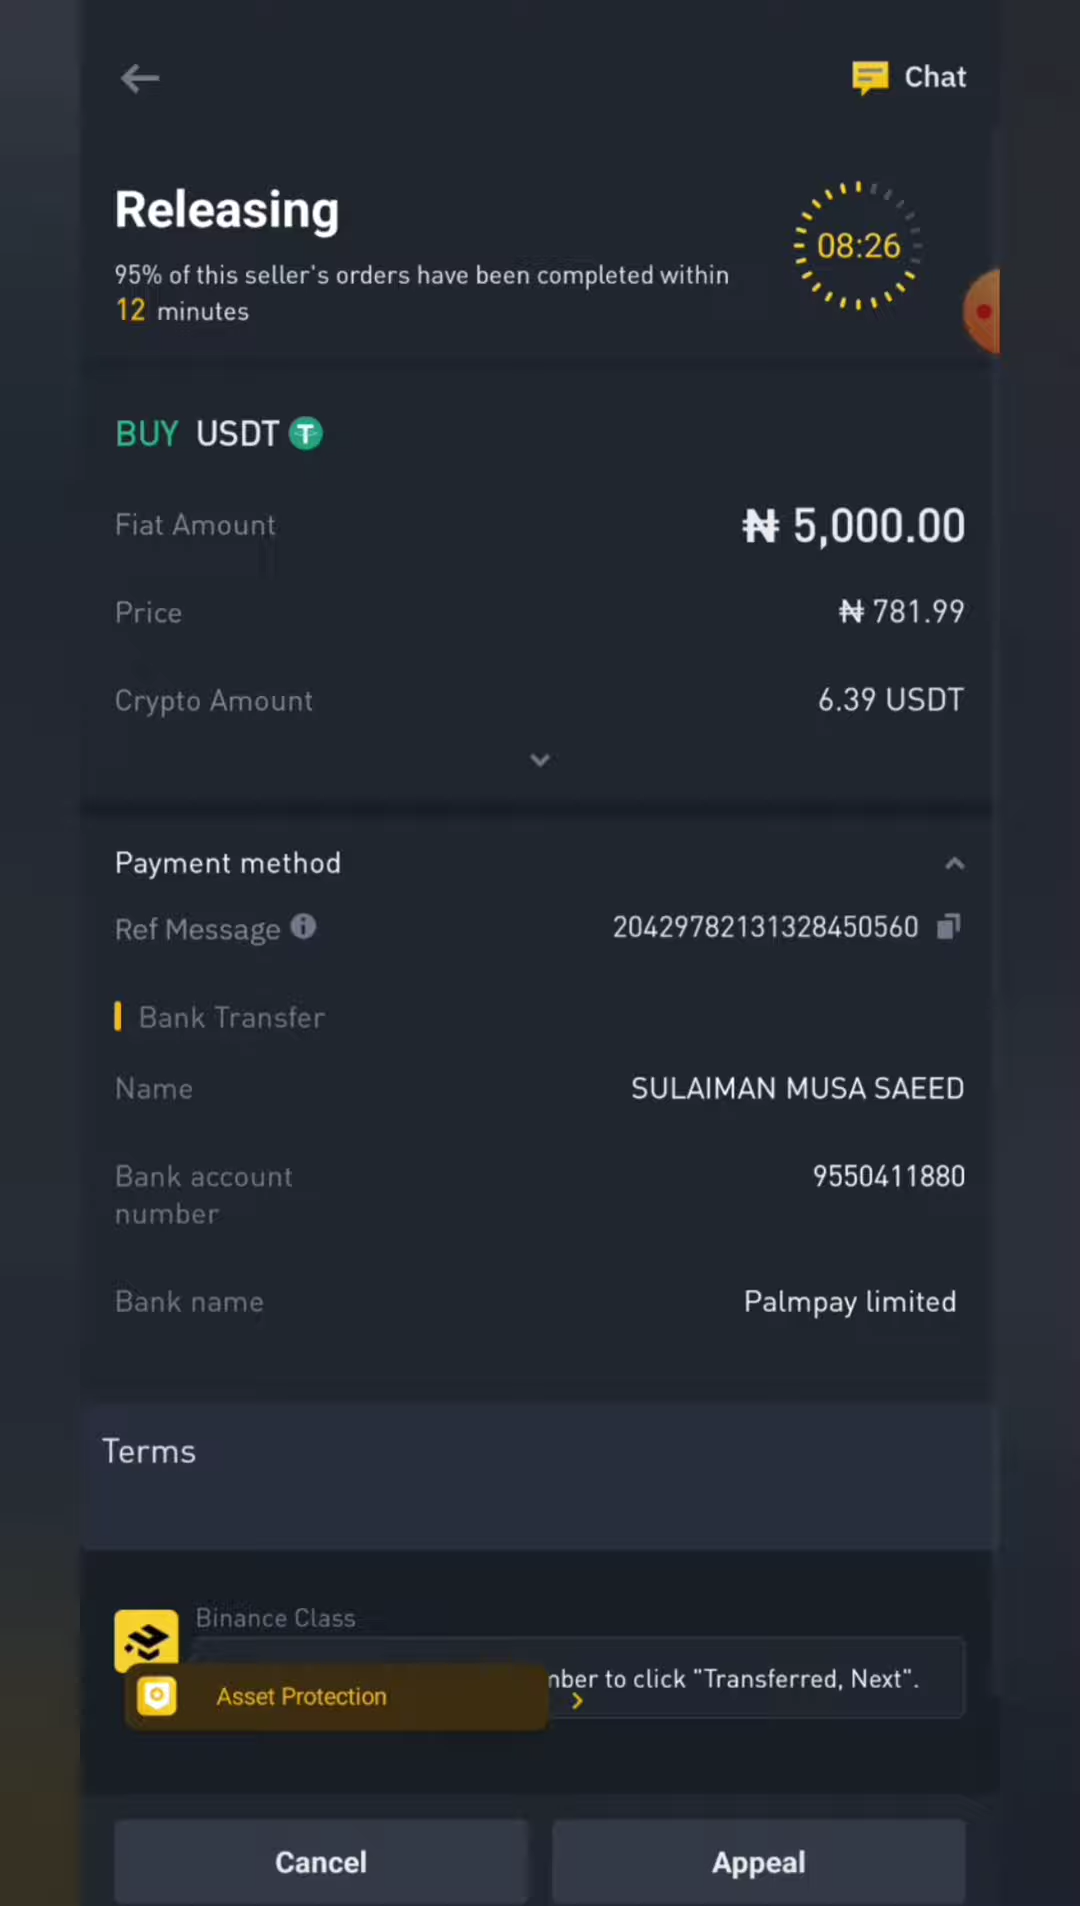 Chat
Releasing
08:26
95% of this seller's orders have been completed within
12 minutes
BUY USDT
Fiat Amount
₦ 5,000.00
Price
₦ 781.99
Crypto Amount
6.39 USDT
Payment method
Ref Message
20429782131328450560
Bank Transfer
Name
SULAIMAN MUSA SAEED
Bank account
number
9550411880
Bank name
Palmpay limited
Terms
Binance Class
to click "Transferred, Next".
Asset Protection
Cancel
Appeal